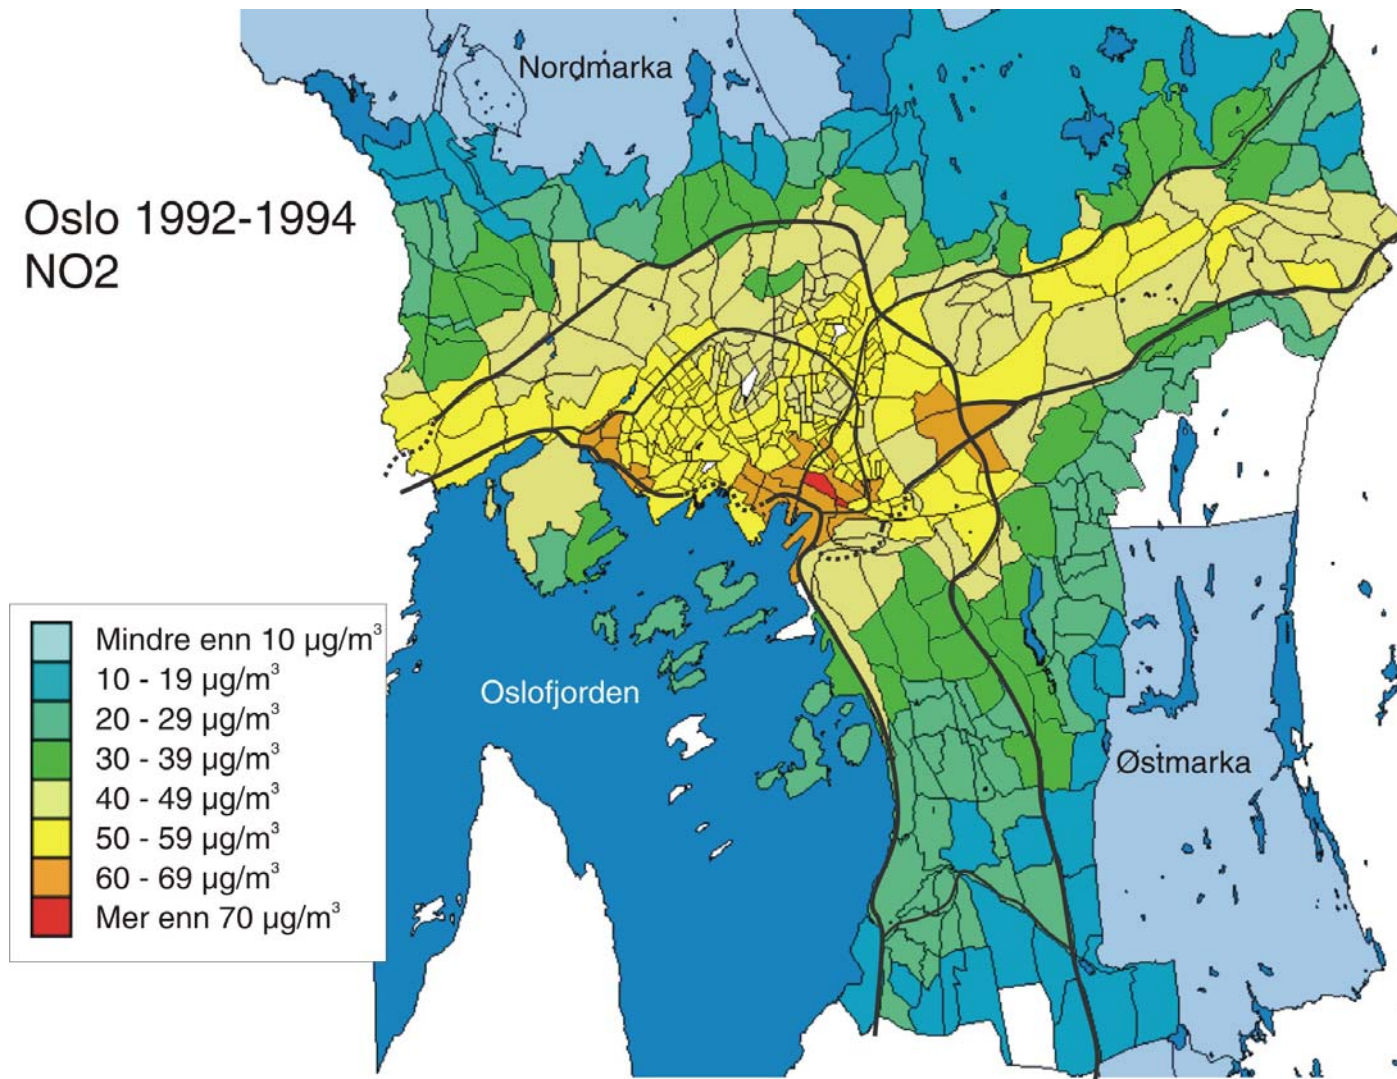 Nordmarka
Oslo 1992-1994
NO2
Mindre enn 10 µg/m³
10 - 19 µg/m³
20 - 29 µg/m³
30 - 39 µg/m³
40 - 49 µg/m³
50 - 59 µg/m³
60 - 69 µg/m³
Mer enn 70 µg/m³
Oslofjorden
Østmarka